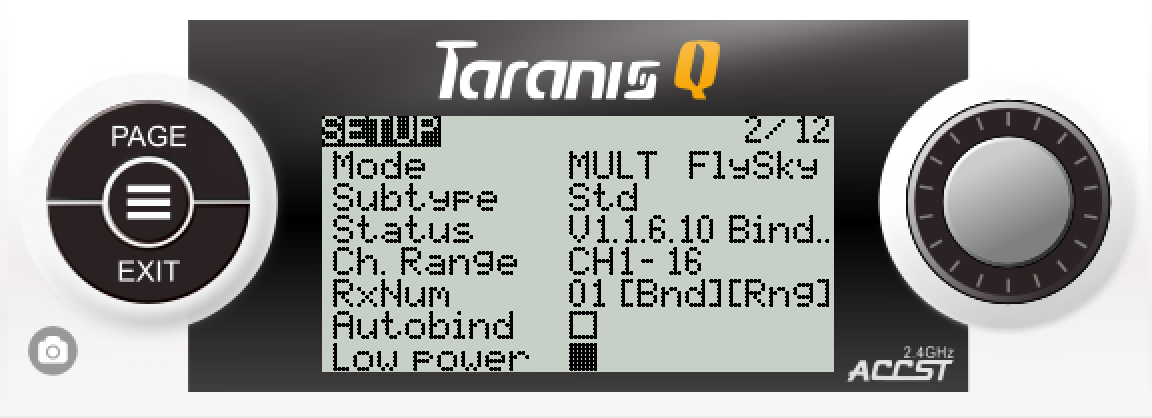 Taranis Q
PAGE
EXIT
SETUP 2/12
Mode MULT FlySky
Subtype Std
Status V1.1.6.10 Bind..
Ch. Range CH1-16
RxNum 01 [Bnd][Rng]
Autobind
Low power
2.4GHz
ACCST